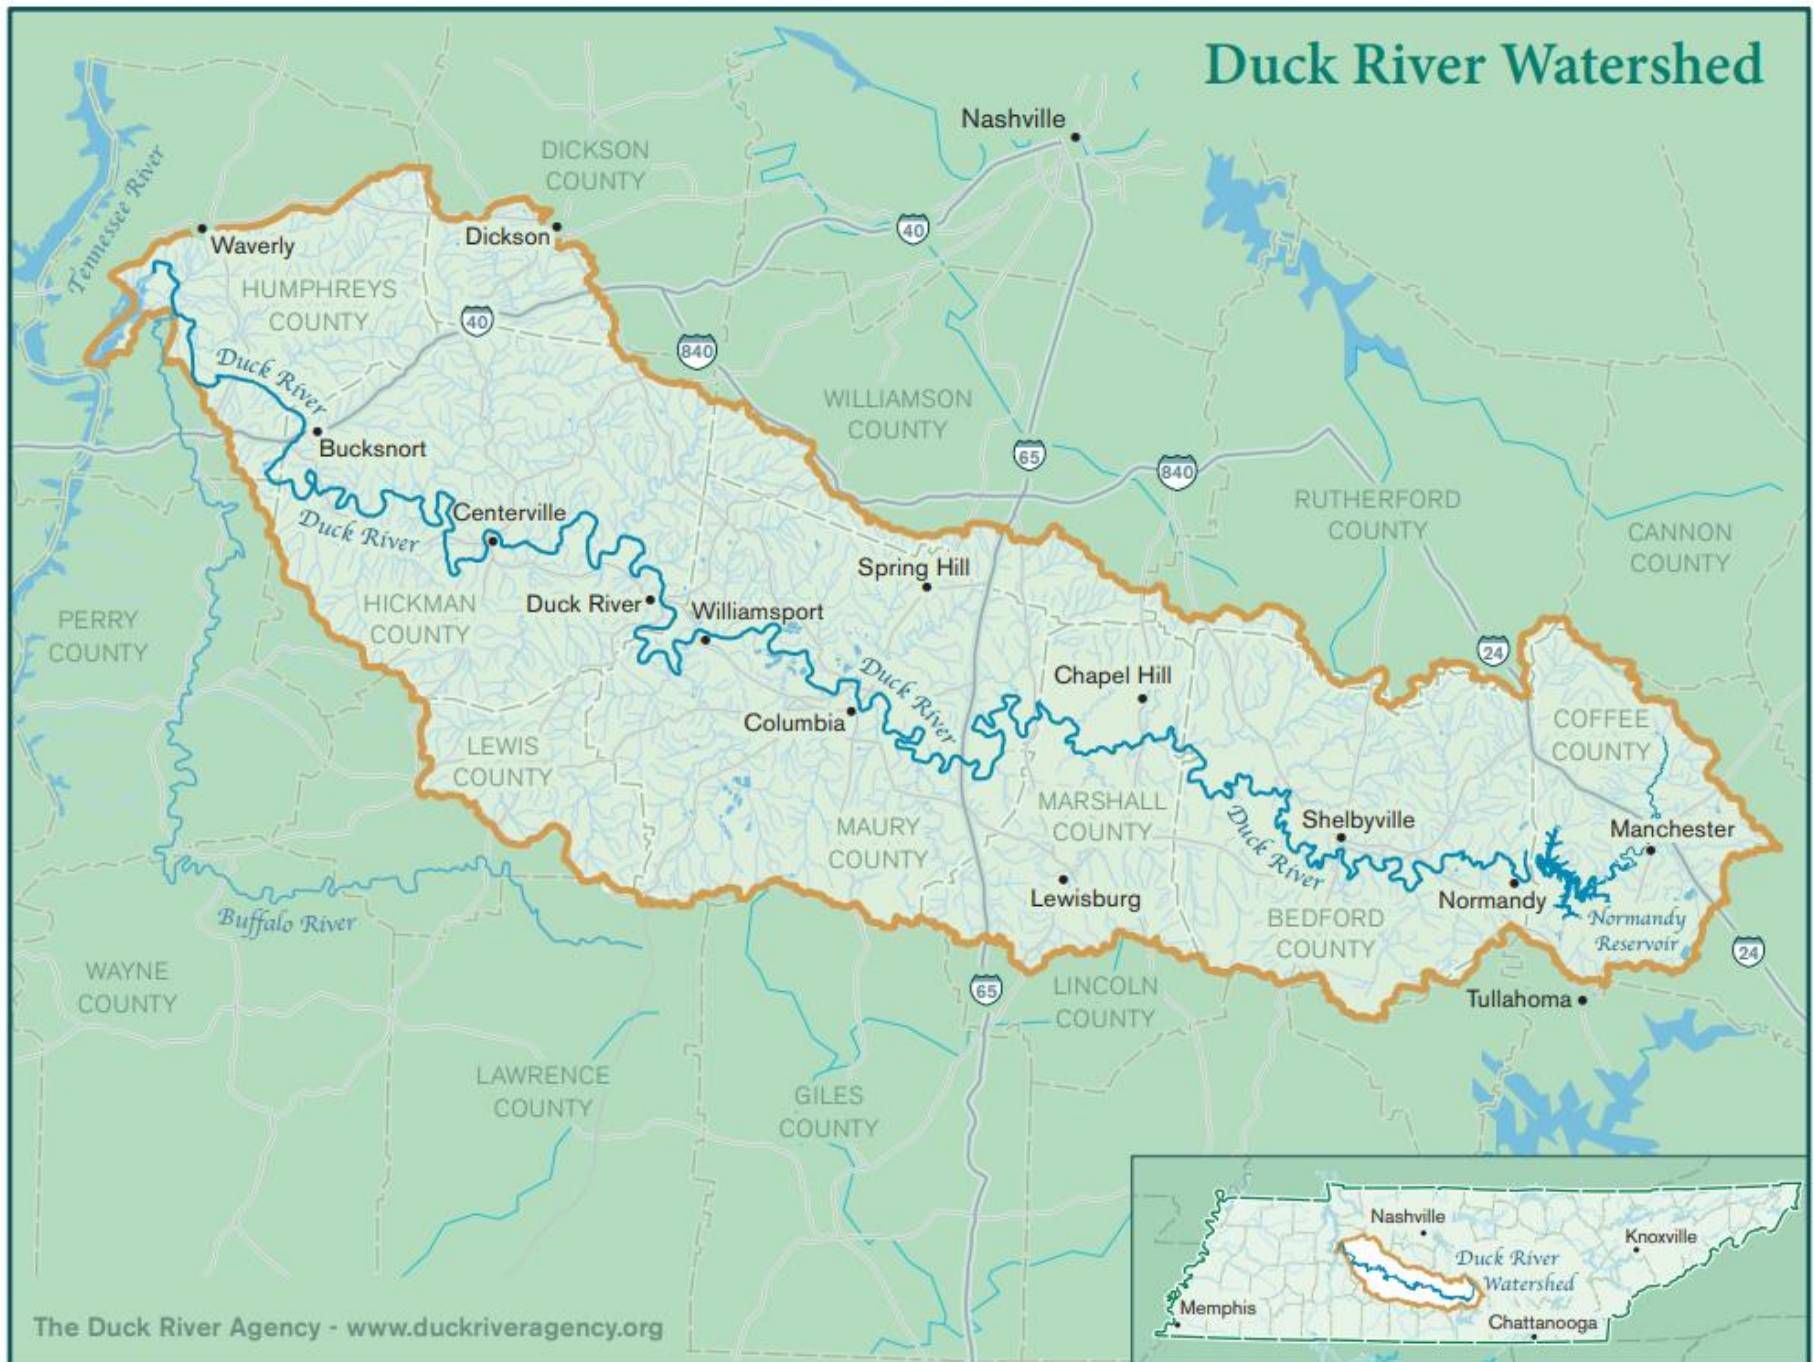 Duck River Watershed
Nashville
DICKSON
COUNTY
Tennessee River
40
Waverly
Dickson
HUMPHREYS
COUNTY
40
840
Duck River
WILLIAMSON
COUNTY
Bucksnort
65
840
RUTHERFORD
COUNTY
CANNON
COUNTY
Centerville
Duck River
Spring Hill
PERRY
COUNTY
HICKMAN
COUNTY
Duck River
Williamsport
24
Chapel Hill
Duck River
Columbia
COFFEE
COUNTY
LEWIS
COUNTY
MARSHALL
COUNTY
MAURY
COUNTY
Duck River
Shelbyville
Manchester
Lewisburg
Normandy
Normandy
Reservoir
Buffalo River
BEDFORD
COUNTY
24
WAYNE
COUNTY
65
LINCOLN
COUNTY
Tullahoma
LAWRENCE
COUNTY
GILES
COUNTY
Nashville
Knoxville
Duck River
Watershed
Memphis
Chattanooga
The Duck River Agency - www.duckriveragency.org